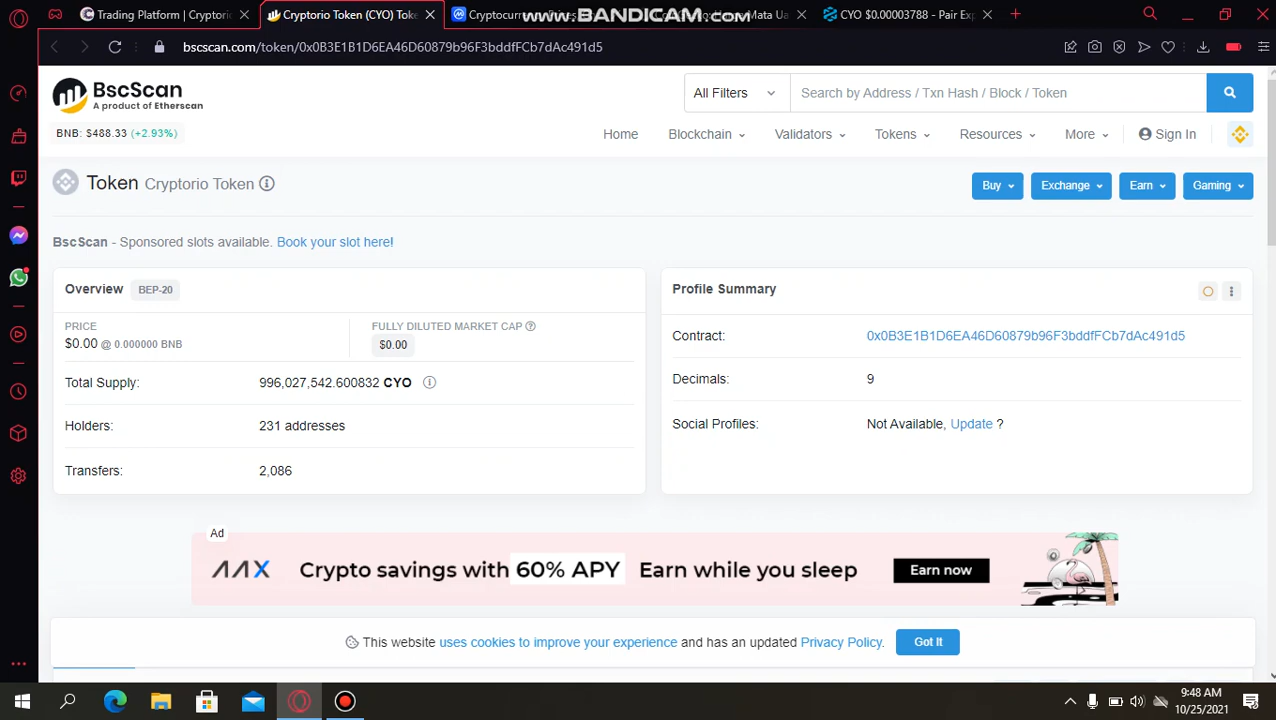 Trading Platform | Cryptorio
Cryptorio Token (CYO) Toke
Cryptocurr
www.BANDICAM.com
Mata Ua
CYO $0.00003788 - Pair Exp
bscscan.com/token/0x0B3E1B1D6EA46D60879b96F3bddfFCb7dAc491d5
BscScan
A product of Etherscan
All Filters
Search by Address / Txn Hash / Block / Token
BNB: $488.33 (+2.93%)
Home Blockchain Validators Tokens Resources More Sign In
Token Cryptorio Token
Buy Exchange Earn Gaming
BscScan - Sponsored slots available. Book your slot here!
Overview BEP-20
PRICE
$0.00 @ 0.000000 BNB
FULLY DILUTED MARKET CAP
$0.00
Total Supply: 996,027,542.600832 CYO
Holders: 231 addresses
Transfers: 2,086
Profile Summary
Contract: 0x0B3E1B1D6EA46D60879b96F3bddfFCb7dAc491d5
Decimals: 9
Social Profiles: Not Available, Update ?
Ad
AAX Crypto savings with 60% APY Earn while you sleep Earn now
This website uses cookies to improve your experience and has an updated Privacy Policy. Got It
9:48 AM
10/25/2021